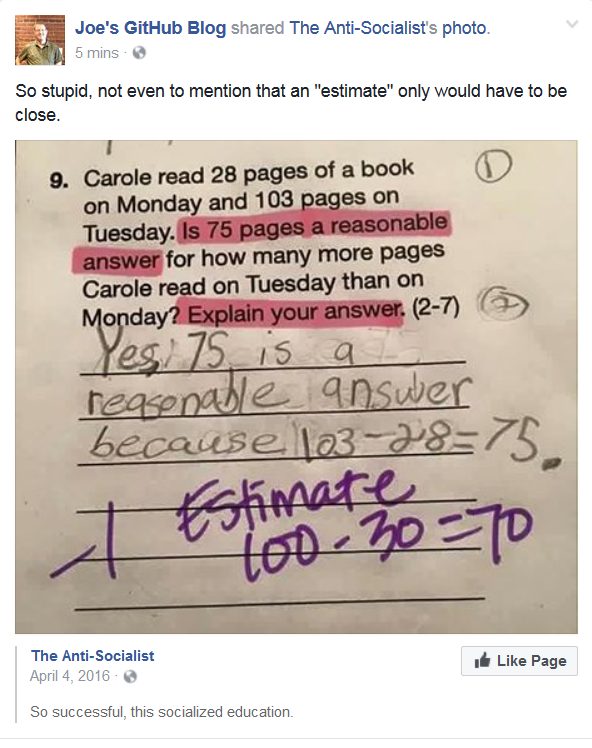 Joe's GitHub Blog shared The Anti-Socialist's photo.
5 mins ·
So stupid, not even to mention that an "estimate" only would have to be
close.
9. Carole read 28 pages of a book
on Monday and 103 pages on
Tuesday. Is 75 pages a reasonable
answer for how many more pages
Carole read on Tuesday than on
Monday? Explain your answer. (2-7)
1
2
Yes, 75 is a
reasonable answer
because 103-28=75.
Estimate
100-30=70
The Anti-Socialist
April 4, 2016 ·
Like Page
So successful, this socialized education.